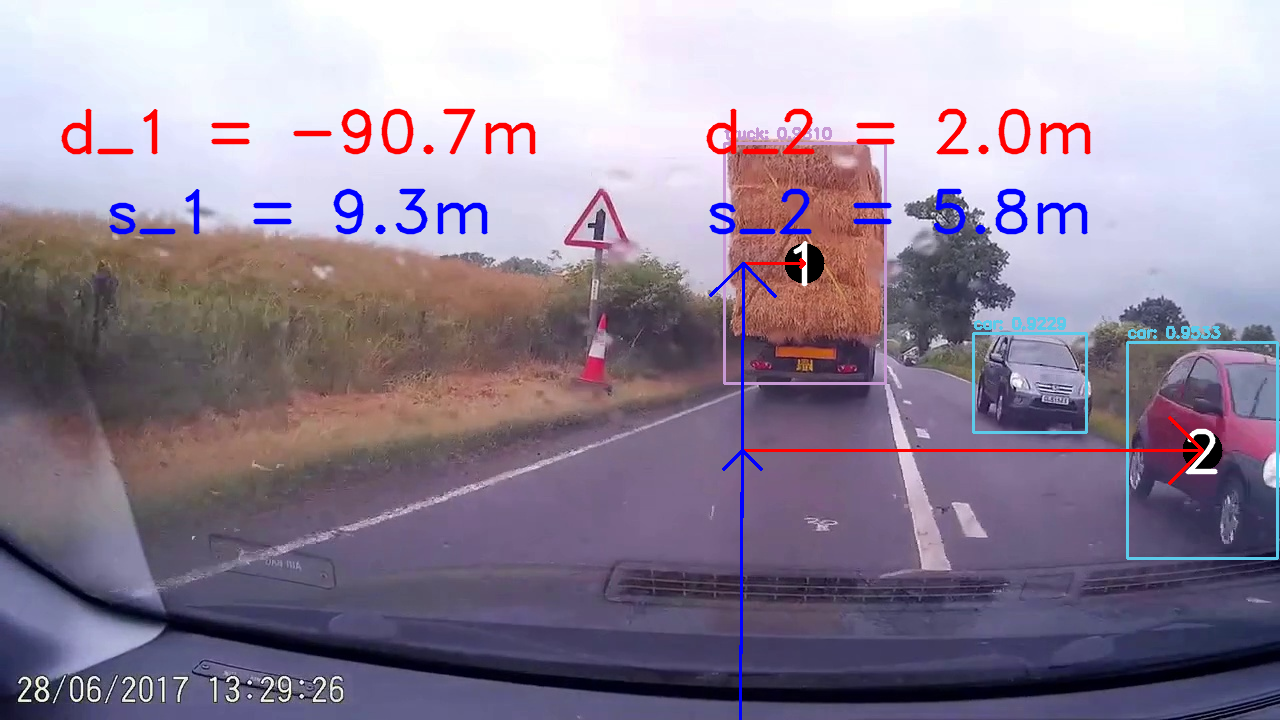 d_1 = -90.7m
d_2 = 2.0m
s_1 = 9.3m
s_2 = 5.8m
1
car: 0.9229
car: 0.9533
2
28/06/2017 13:29:26